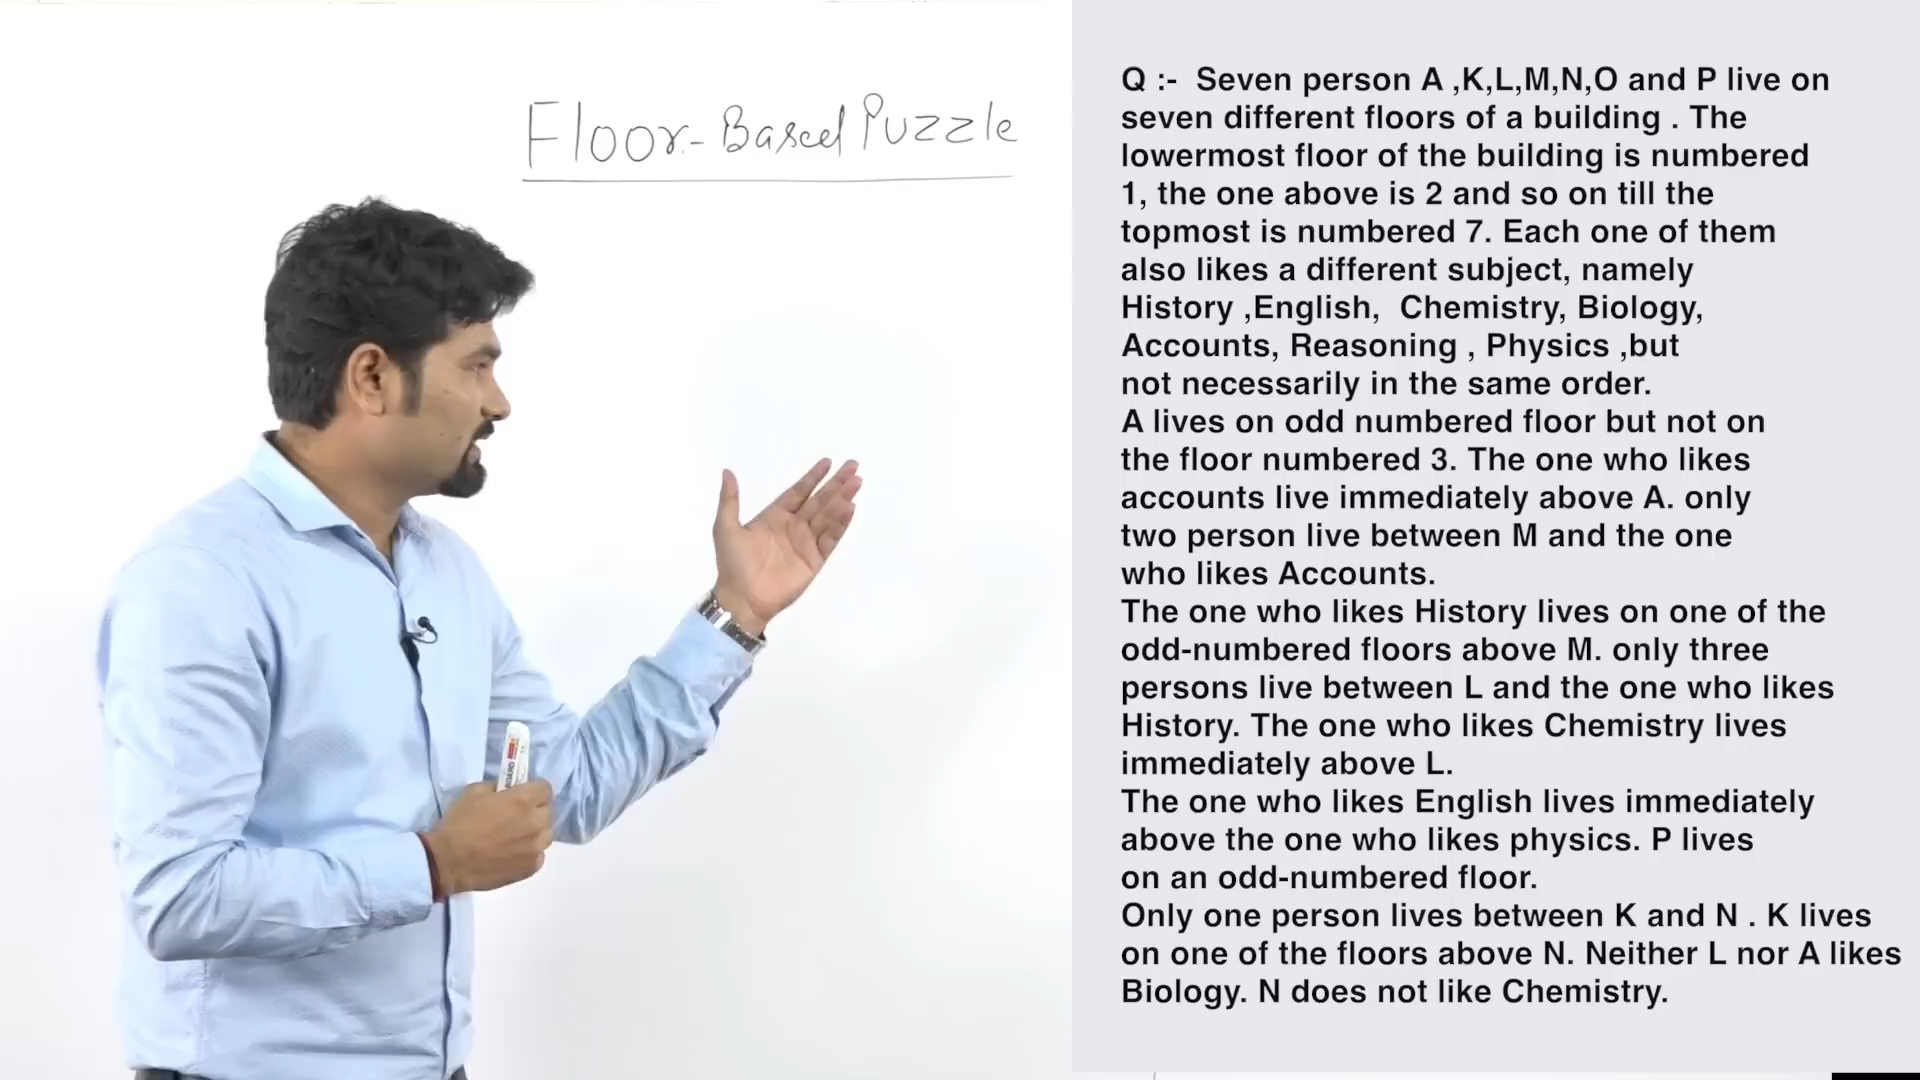 Floor-Based Puzzle
Q :- Seven person A ,K,L,M,N,O and P live on
seven different floors of a building . The
lowermost floor of the building is numbered
1, the one above is 2 and so on till the
topmost is numbered 7. Each one of them
also likes a different subject, namely
History ,English, Chemistry, Biology,
Accounts, Reasoning , Physics ,but
not necessarily in the same order.
A lives on odd numbered floor but not on
the floor numbered 3. The one who likes
accounts live immediately above A. only
two person live between M and the one
who likes Accounts.
The one who likes History lives on one of the
odd-numbered floors above M. only three
persons live between L and the one who likes
History. The one who likes Chemistry lives
immediately above L.
The one who likes English lives immediately
above the one who likes physics. P lives
on an odd-numbered floor.
Only one person lives between K and N . K lives
on one of the floors above N. Neither L nor A likes
Biology. N does not like Chemistry.